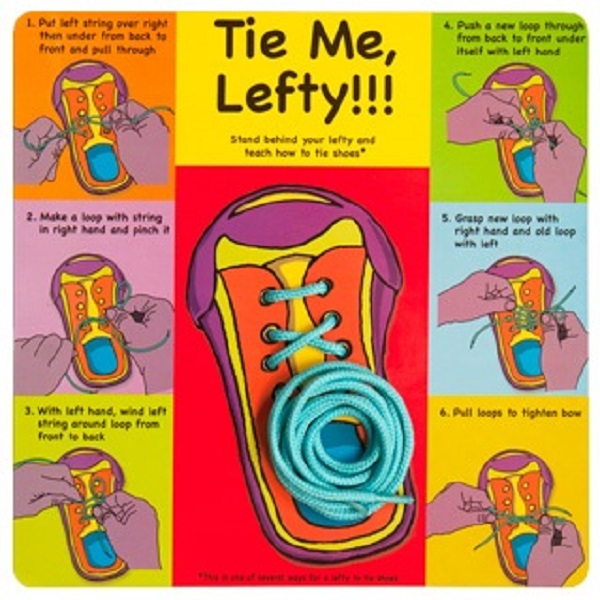 Tie Me,
Lefty!!!
Stand behind your lefty and
teach how to tie shoes*
1. Put left string over right
then under from back to
front and pull through
2. Make a loop with string
in right hand and pinch it
3. With left hand, wind left
string around loop from
front to back
4. Push a new loop through
from back to front under
itself with left hand
5. Grasp new loop with
right hand and old loop
with left
6. Pull loops to tighten bow
*This is one of several ways for a lefty to tie shoes